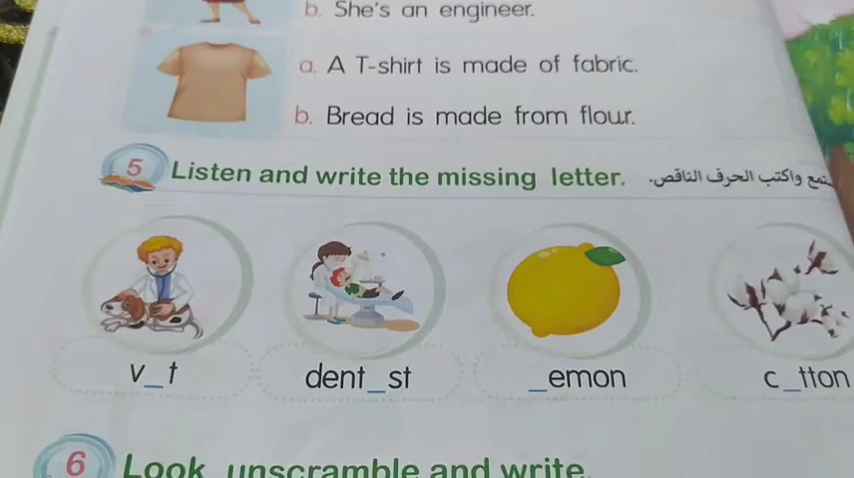 b. She's an engineer.
a. A T-shirt is made of fabric.
b. Bread is made from flour.
5 Listen and write the missing letter. واكتب الحرف الناقص.
v_t dent_st _emon c_tton
6 Look, unscramble and write.